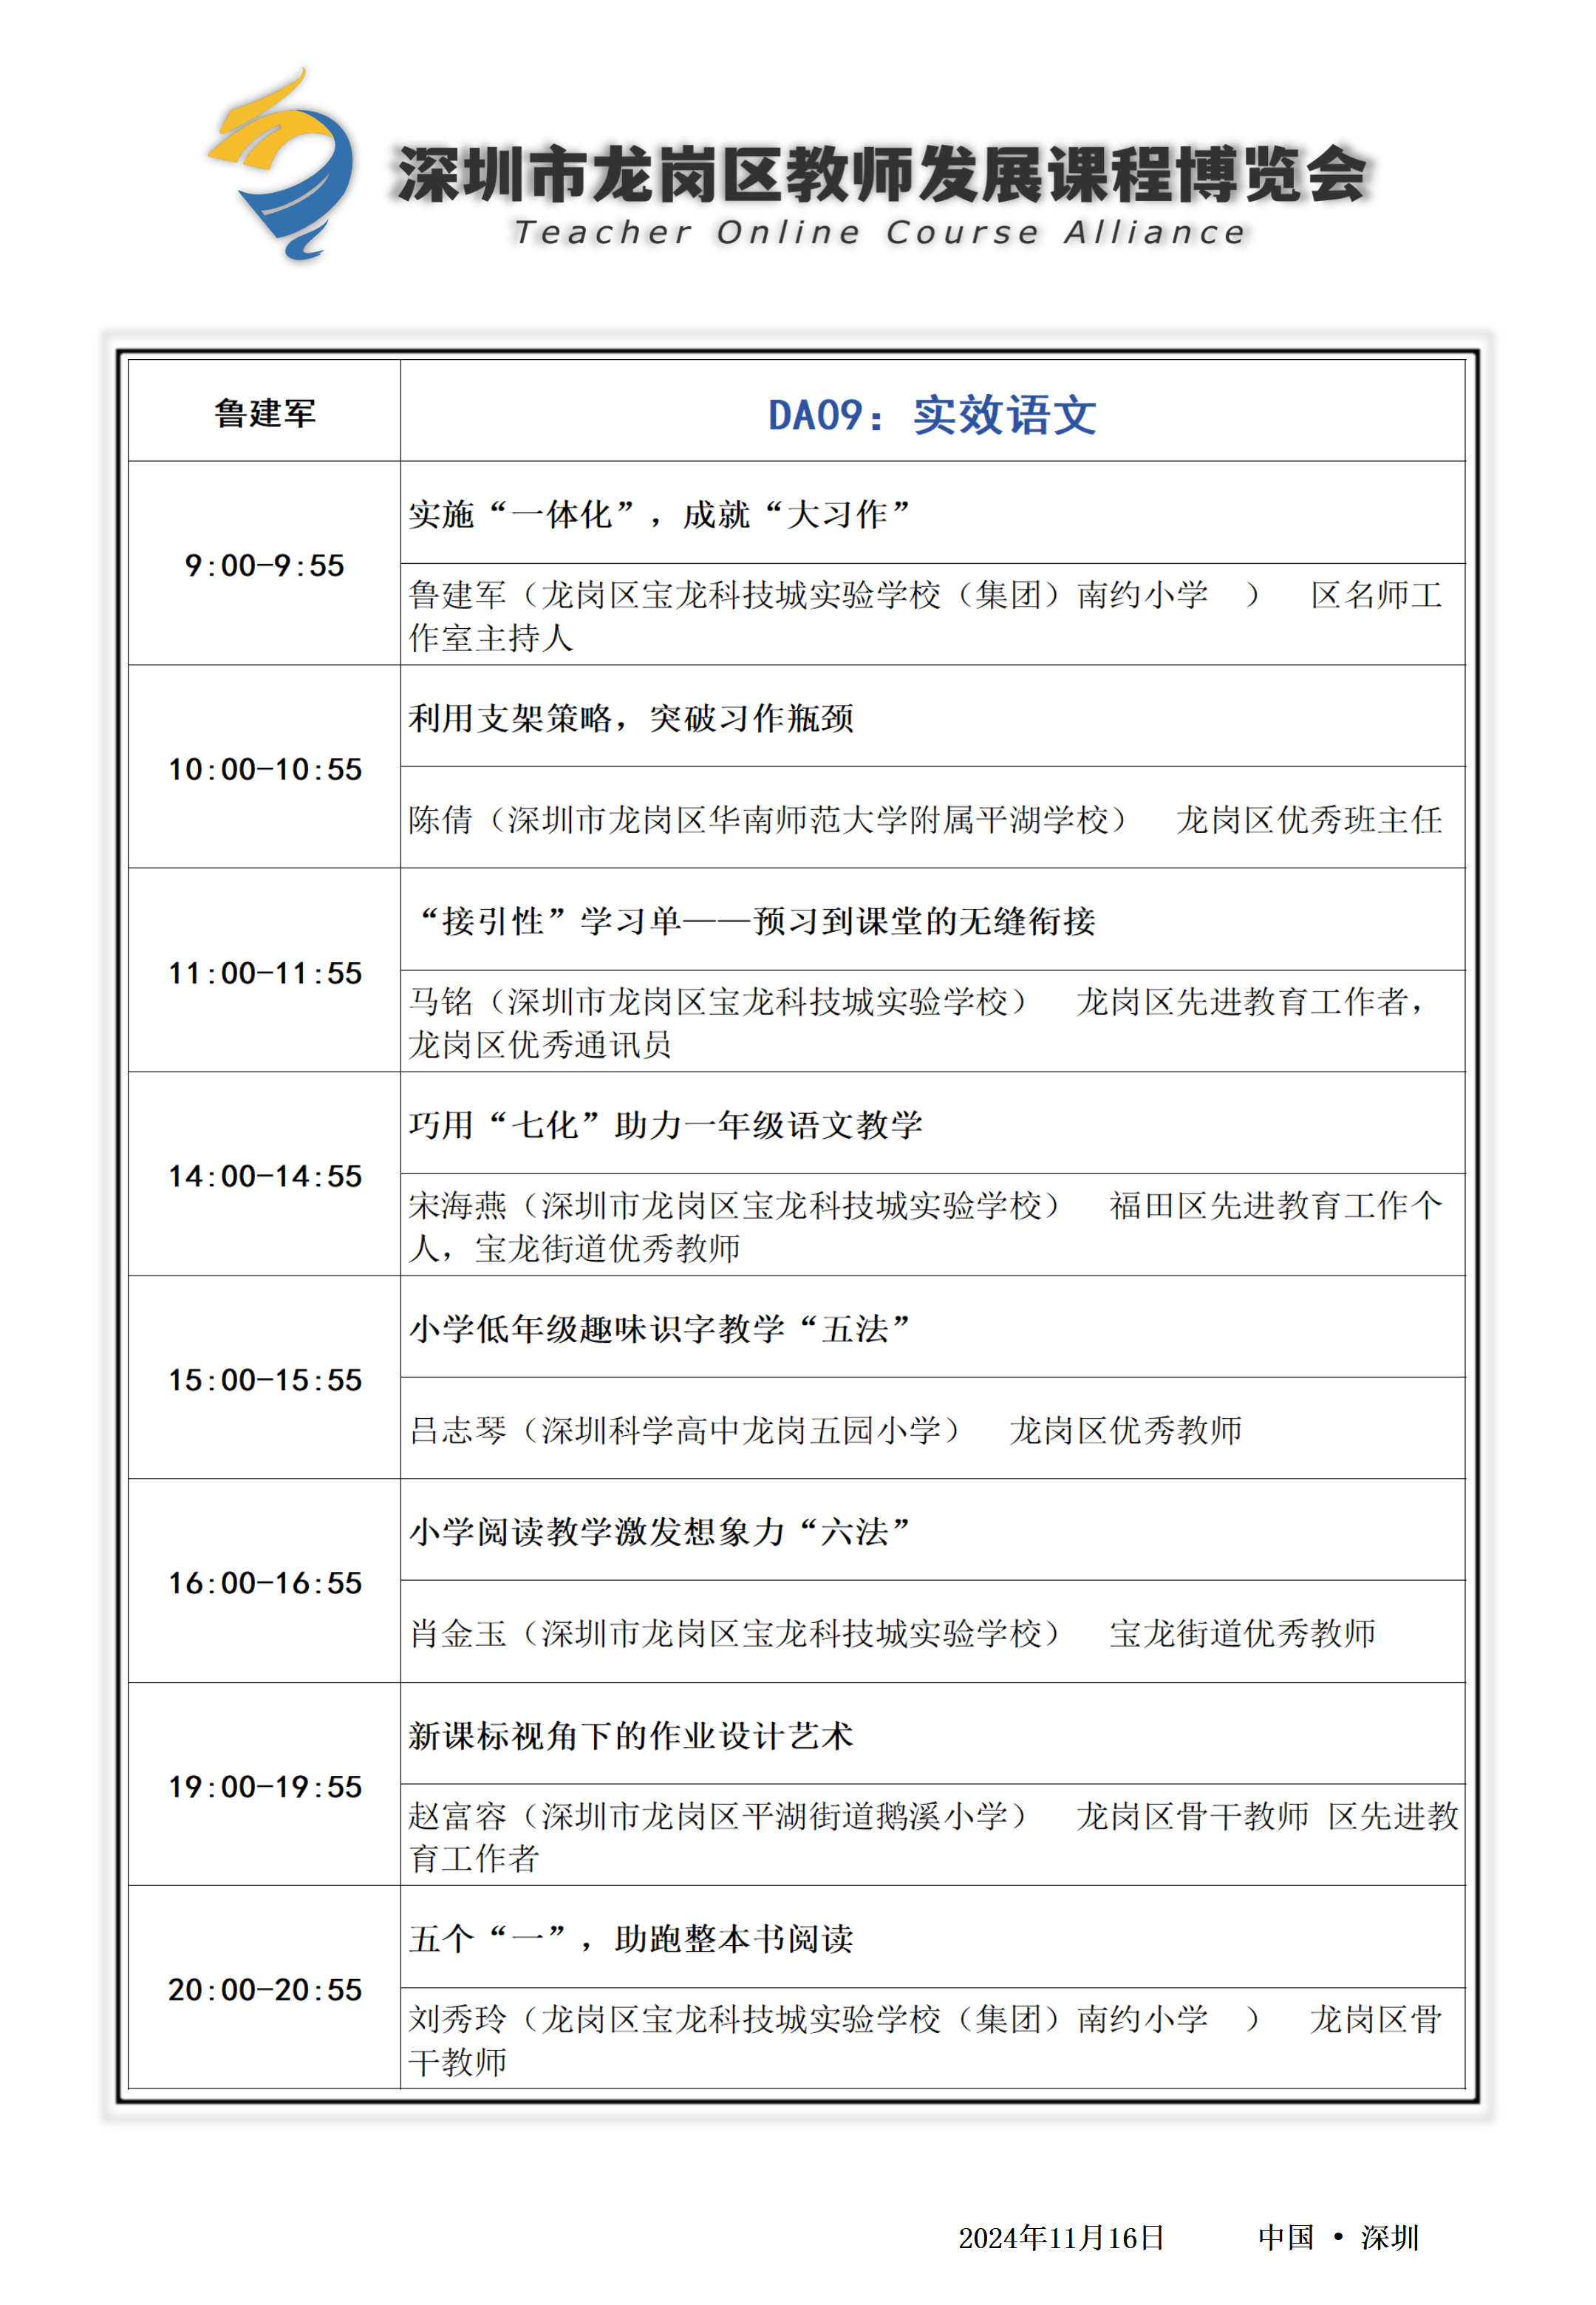 深圳市龙岗区教师发展课程博览会
Teacher Online Course Alliance
鲁建军
DA09：实效语文
9:00-9:55
实施“一体化”，成就“大习作”
鲁建军（龙岗区宝龙科技城实验学校（集团）南约小学　）　区名师工
作室主持人
10:00-10:55
利用支架策略，突破习作瓶颈
陈倩（深圳市龙岗区华南师范大学附属平湖学校）　龙岗区优秀班主任
11:00-11:55
“接引性”学习单——预习到课堂的无缝衔接
马铭（深圳市龙岗区宝龙科技城实验学校）　龙岗区先进教育工作者，
龙岗区优秀通讯员
14:00-14:55
巧用“七化”助力一年级语文教学
宋海燕（深圳市龙岗区宝龙科技城实验学校）　福田区先进教育工作个
人，宝龙街道优秀教师
15:00-15:55
小学低年级趣味识字教学“五法”
吕志琴（深圳科学高中龙岗五园小学）　龙岗区优秀教师
16:00-16:55
小学阅读教学激发想象力“六法”
肖金玉（深圳市龙岗区宝龙科技城实验学校）　宝龙街道优秀教师
19:00-19:55
新课标视角下的作业设计艺术
赵富容（深圳市龙岗区平湖街道鹅溪小学）　龙岗区骨干教师 区先进教
育工作者
20:00-20:55
五个“一”，助跑整本书阅读
刘秀玲（龙岗区宝龙科技城实验学校（集团）南约小学　）　龙岗区骨
干教师
2024年11月16日　　中国 • 深圳